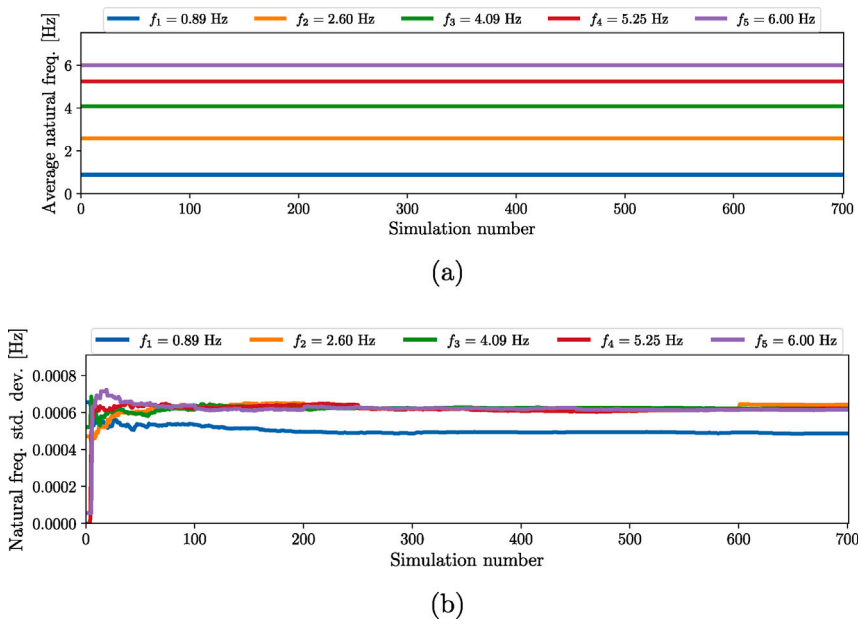 f₁ = 0.89 Hz f₂ = 2.60 Hz f₃ = 4.09 Hz f₄ = 5.25 Hz f₅ = 6.00 Hz
Average natural freq. [Hz]
6
4
2
0
0 100 200 300 400 500 600 700
Simulation number
(a)
f₁ = 0.89 Hz f₂ = 2.60 Hz f₃ = 4.09 Hz f₄ = 5.25 Hz f₅ = 6.00 Hz
Natural freq. std. dev. [Hz]
0.0008
0.0006
0.0004
0.0002
0.0000
0 100 200 300 400 500 600 700
Simulation number
(b)